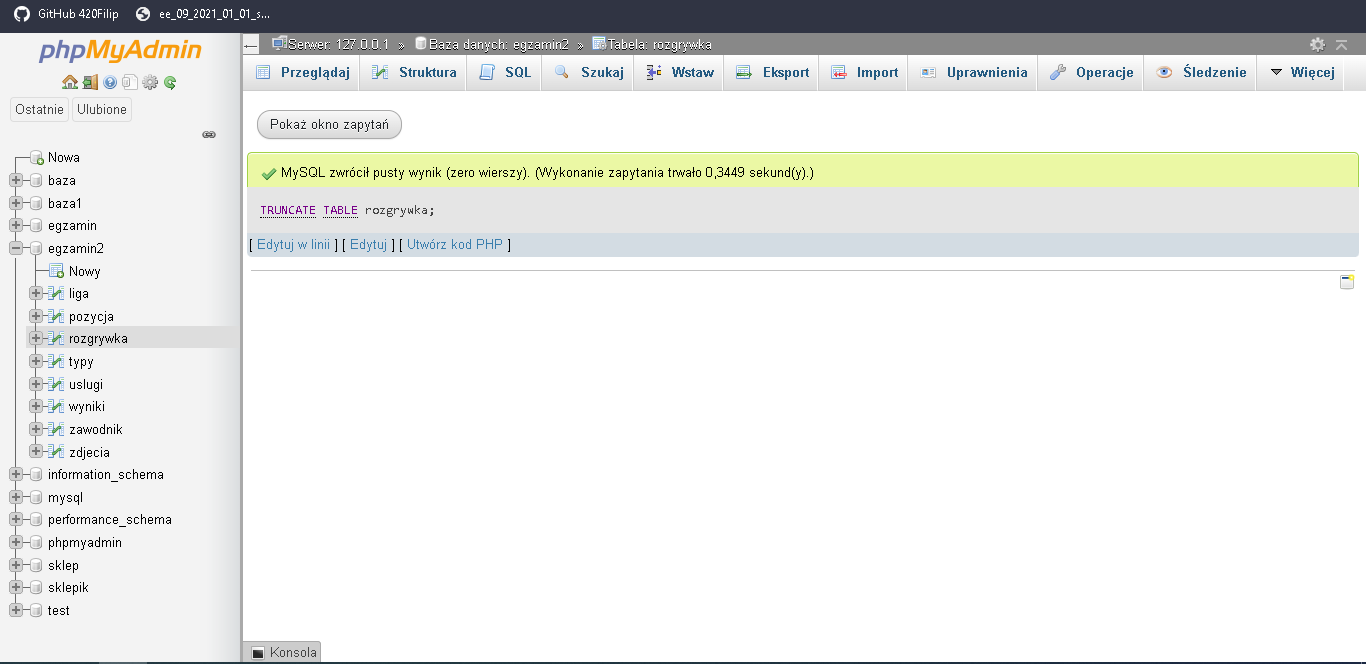 GitHub 420Filip ee_09_2021_01_01_s...
phpMyAdmin
Ostatnie Ulubione
Nowa
baza
baza1
egzamin
egzamin2
Nowy
liga
pozycja
rozgrywka
typy
uslugi
wyniki
zawodnik
zdjecia
information_schema
mysql
performance_schema
phpmyadmin
sklep
sklepik
test
Serwer: 127.0.0.1 » Baza danych: egzamin2 » Tabela: rozgrywka
Przeglądaj Struktura SQL Szukaj Wstaw Eksport Import Uprawnienia Operacje Śledzenie Więcej
Pokaż okno zapytań
MySQL zwrócił pusty wynik (zero wierszy). (Wykonanie zapytania trwało 0,3449 sekund(y).)
TRUNCATE TABLE rozgrywka;
[ Edytuj w linii ] [ Edytuj ] [ Utwórz kod PHP ]
Konsola